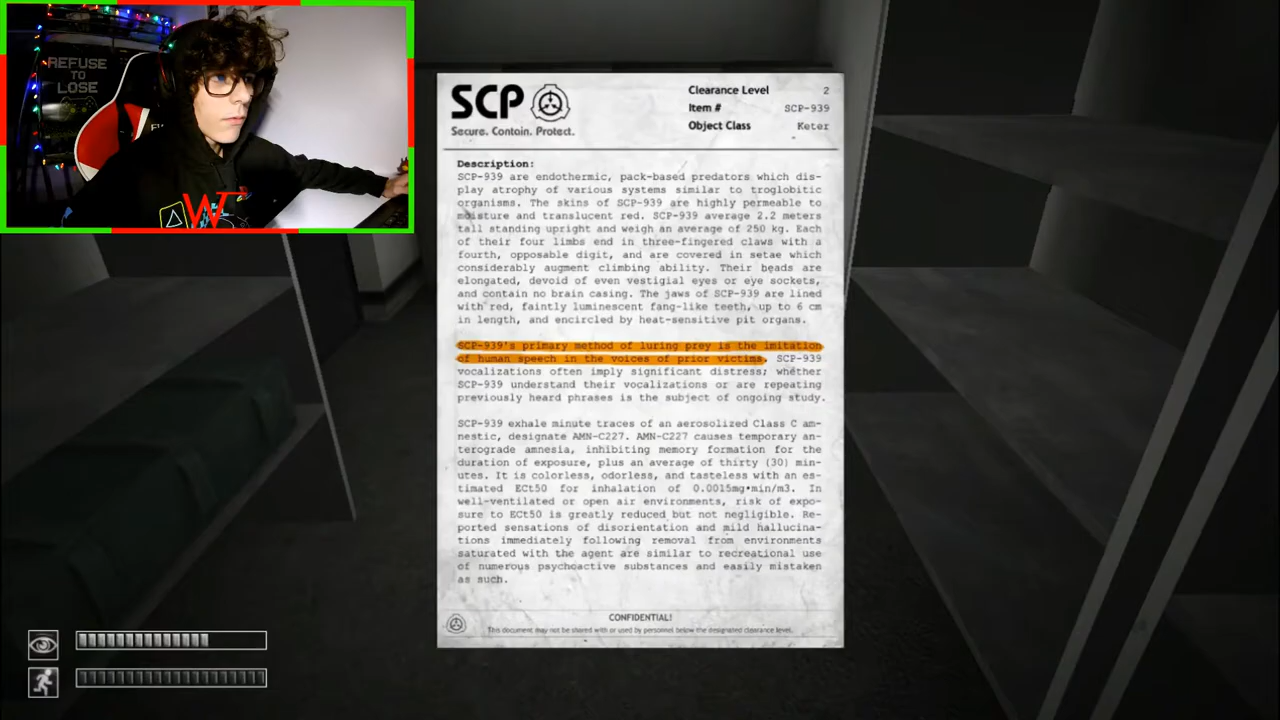 REFUSE
TO
LOSE
W
SCP
Secure. Contain. Protect.
Clearance Level 2
Item # SCP-939
Object Class Keter
Description:
SCP-939 are endothermic, pack-based predators which dis-
play atrophy of various systems similar to troglobitic
organisms. The skins of SCP-939 are highly permeable to
moisture and translucent red. SCP-939 average 2.2 meters
tall standing upright and weigh an average of 250 kg. Each
of their four limbs end in three-fingered claws with a
fourth, opposable digit, and are covered in setae which
considerably augment climbing ability. Their heads are
elongated, devoid of even vestigial eyes or eye sockets,
and contain no brain casing. The jaws of SCP-939 are lined
with red, faintly luminescent fang-like teeth, up to 6 cm
in length, and encircled by heat-sensitive pit organs.
SCP-939's primary method of luring prey is the imitation
of human speech in the voices of prior victims. SCP-939
vocalizations often imply significant distress; whether
SCP-939 understand their vocalizations or are repeating
previously heard phrases is the subject of ongoing study.
SCP-939 exhale minute traces of an aerosolized Class C am-
nestic, designate AMN-C227. AMN-C227 causes temporary an-
terograde amnesia, inhibiting memory formation for the
duration of exposure, plus an average of thirty (30) min-
utes. It is colorless, odorless, and tasteless with an es-
timated ECt50 for inhalation of 0.0015mg•min/m3. In
well-ventilated or open air environments, risk of expo-
sure to ECt50 is greatly reduced but not negligible. Re-
ported sensations of disorientation and mild hallucina-
tions immediately following removal from environments
saturated with the agent are similar to recreational use
of numerous psychoactive substances and easily mistaken
as such.
CONFIDENTIAL!
This document may not be shared with or used by personnel below the designated clearance level.